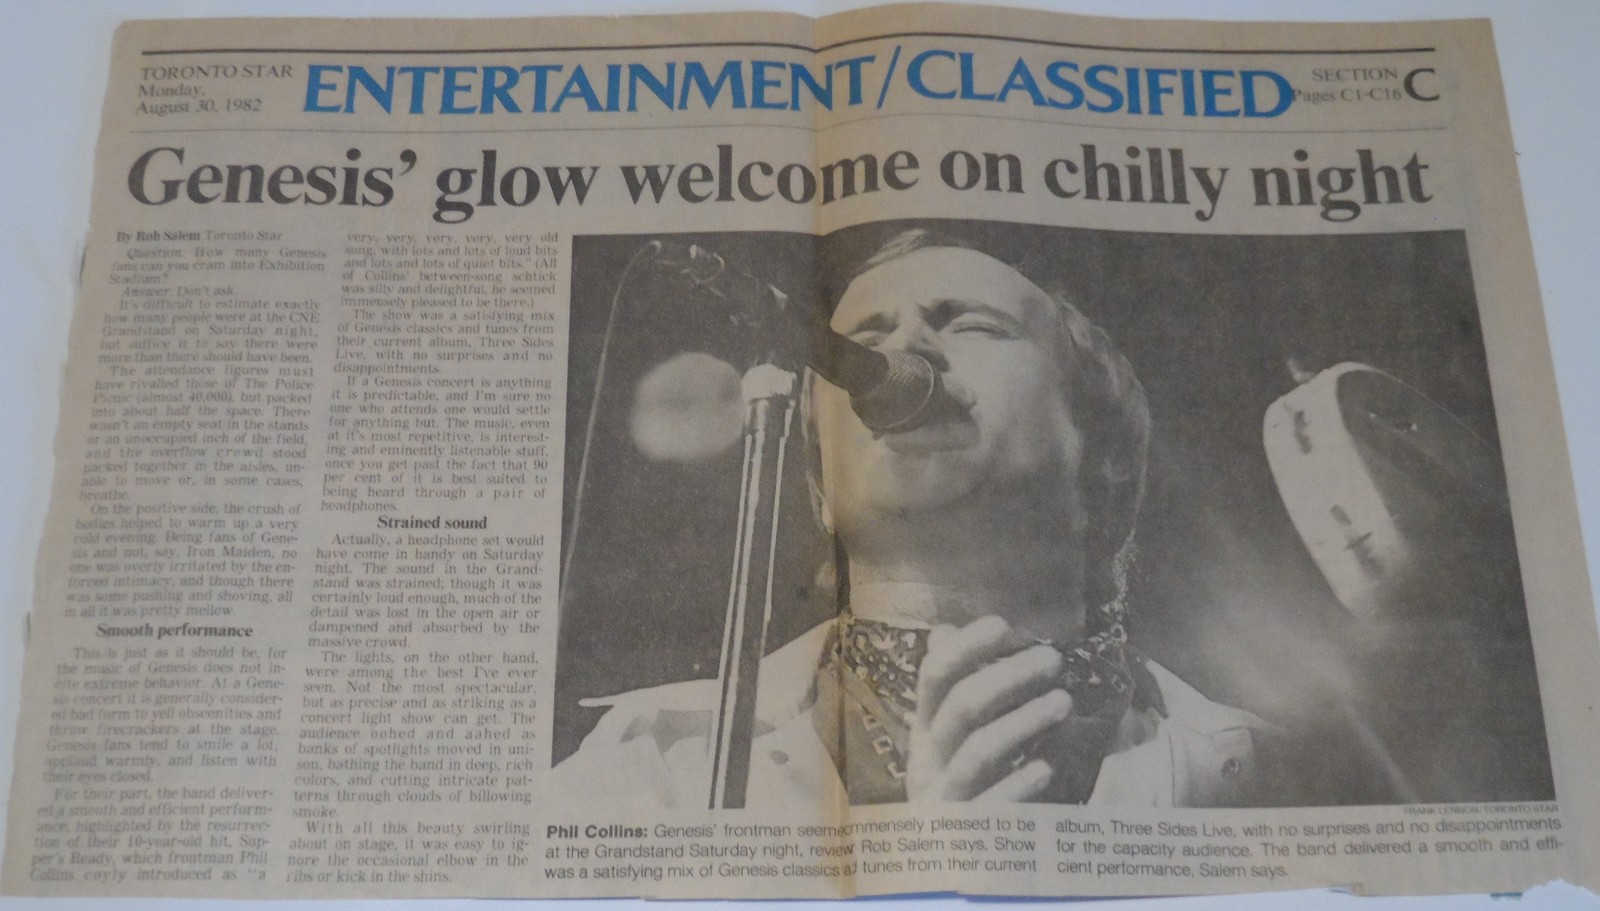 TORONTO STAR
Monday,
August 30, 1982
ENTERTAINMENT/CLASSIFIED
SECTION C
Pages C1-C16
Genesis' glow welcome on chilly night
By Rob Salem Toronto Star
Question: How many Genesis
fans can you cram into Exhibition
Stadium?
Answer: Don't ask.
It's difficult to estimate exactly
how many people were at the CNE
Grandstand on Saturday night,
but suffice it to say there were
more than there should have been.
The attendance figures must
have rivalled those of The Police
Picnic (almost 40,000), but packed
into about half the space. There
wasn't an empty seat in the stands
or an unoccupied inch of the field,
and the overflow crowd stood
packed together in the aisles, un-
able to move or, in some cases,
breathe.
On the positive side, the crush of
bodies helped to warm up a very
cold evening. Being fans of Gene-
sis and not, say, Iron Maiden, no
one was overly irritated by the en-
forced intimacy, and though there
was some pushing and shoving, all
in all it was pretty mellow.
Smooth performance
This is just as it should be, for
the music of Genesis does not in-
cite extreme behavior. At a Gene-
sis concert it is generally consider-
ed bad form to yell obscenities and
throw firecrackers at the stage.
Genesis fans tend to smile a lot,
applaud warmly, and listen with
their eyes closed.
For their part, the band deliver-
ed a smooth and efficient perform-
ance, highlighted by the resurrec-
tion of their 10-year-old hit, Sup-
per's Ready, which frontman Phil
Collins coyly introduced as "a
very, very, very, very, very old
song, with lots and lots of loud bits
and lots and lots of quiet bits." (All
of Collins' between-song schtick
was silly and delightful, he seemed
immensely pleased to be there.)
The show was a satisfying mix
of Genesis classics and tunes from
their current album, Three Sides
Live, with no surprises and no
disappointments.
If a Genesis concert is anything
it is predictable, and I'm sure no
one who attends one would settle
for anything but. The music, even
at it's most repetitive, is interest-
ing and eminently listenable stuff,
once you get past the fact that 90
per cent of it is best suited to
being heard through a pair of
headphones.
Strained sound
Actually, a headphone set would
have come in handy on Saturday
night. The sound in the Grand-
stand was strained; though it was
certainly loud enough, much of the
detail was lost in the open air or
dampened and absorbed by the
massive crowd.
The lights, on the other hand,
were among the best I've ever
seen. Not the most spectacular,
but as precise and as striking as a
concert light show can get. The
audience oohed and aahed as
banks of spotlights moved in uni-
son, bathing the band in deep, rich
colors, and cutting intricate pat-
terns through clouds of billowing
smoke.
With all this beauty swirling
about on stage, it was easy to ig-
nore the occasional elbow in the
ribs or kick in the shins.
FRANK LENNON/TORONTO STAR
Phil Collins: Genesis' frontman seemed immensely pleased to be
at the Grandstand Saturday night, review Rob Salem says. Show
was a satisfying mix of Genesis classics and tunes from their current
album, Three Sides Live, with no surprises and no disappointments
for the capacity audience. The band delivered a smooth and effi-
cient performance, Salem says.